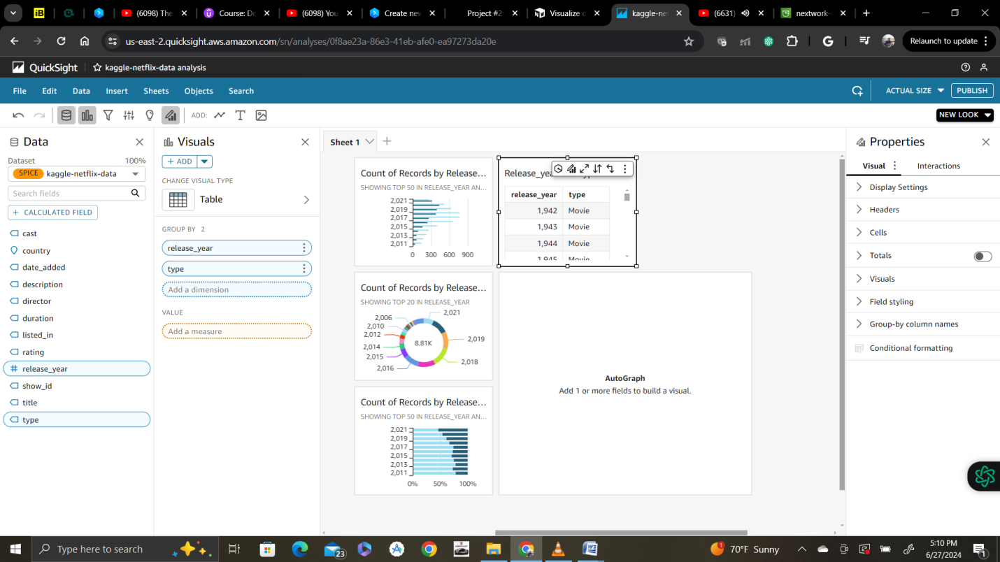 iB
(6098) The
Course: De
(6098) You
Create nev
Project #2:
Visualize d
kaggle-net
(6631)
nextwork-
us-east-2.quicksight.aws.amazon.com/sn/analyses/0f8ae23a-86e3-41eb-afe0-ea97273da20e
Relaunch to update
QuickSight
kaggle-netflix-data analysis
File Edit Data Insert Sheets Objects Search
ACTUAL SIZE
PUBLISH
ADD:
NEW LOOK
Data
Dataset 100%
SPICE kaggle-netflix-data
Search fields
+ CALCULATED FIELD
cast
country
date_added
description
director
duration
listed_in
rating
release_year
show_id
title
type
Visuals
+ ADD
CHANGE VISUAL TYPE
Table
GROUP BY 2
release_year
type
Add a dimension
VALUE
Add a measure
Sheet 1
Count of Records by Release...
SHOWING TOP 50 IN RELEASE_YEAR AN...
2,021
2,019
2,017
2,015
2,013
2,011
0 300 600 900
Release_yea
release_year type
1,942 Movie
1,943 Movie
1,944 Movie
1,945 Movie
Count of Records by Release...
SHOWING TOP 20 IN RELEASE_YEAR
2,021
2,006
2,010
2,012
2,014
2,015
2,016
8.81K
2,019
2,018
AutoGraph
Add 1 or more fields to build a visual.
Count of Records by Release...
SHOWING TOP 50 IN RELEASE_YEAR AN...
2,021
2,019
2,017
2,015
2,013
2,011
0% 50% 100%
Properties
Visual Interactions
Display Settings
Headers
Cells
Totals
Visuals
Field styling
Group-by column names
Conditional formatting
Type here to search
23
70°F Sunny
5:10 PM
6/27/2024
1